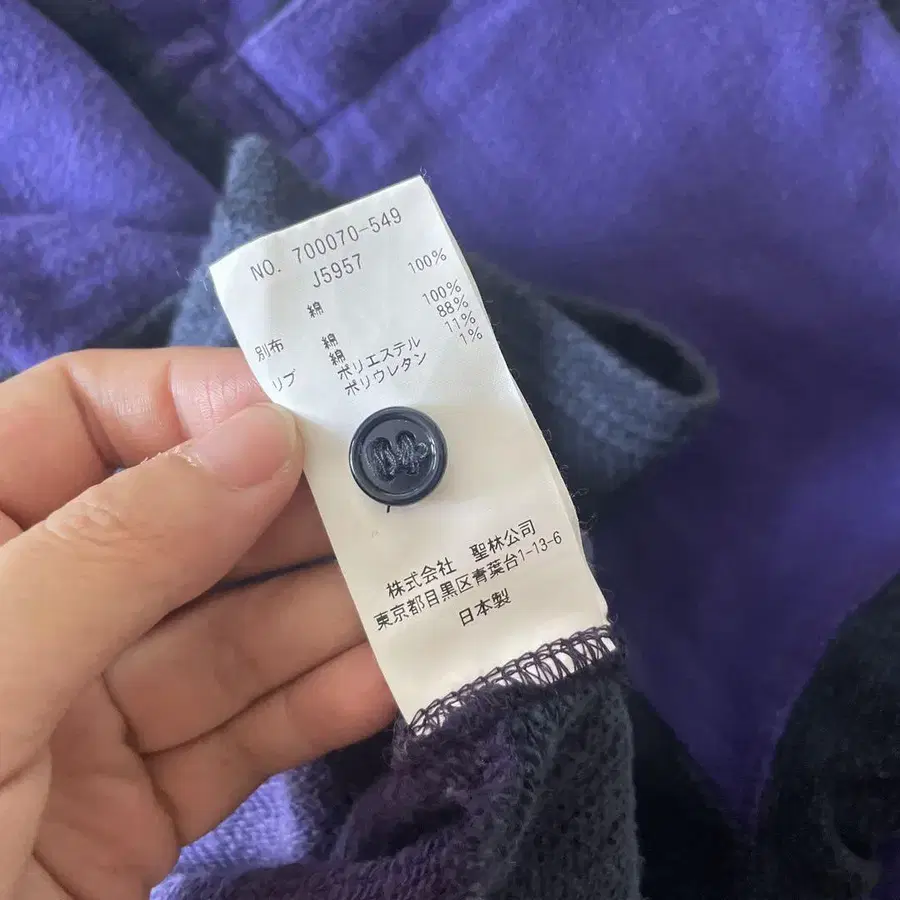 NO. 700070-549
J5957
綿 100%
別布 綿 100%
綿 88%
リブ ポリエステル 11%
ポリウレタン 1%
株式会社 聖林公司
東京都目黒区青葉台1-13-6
日本製